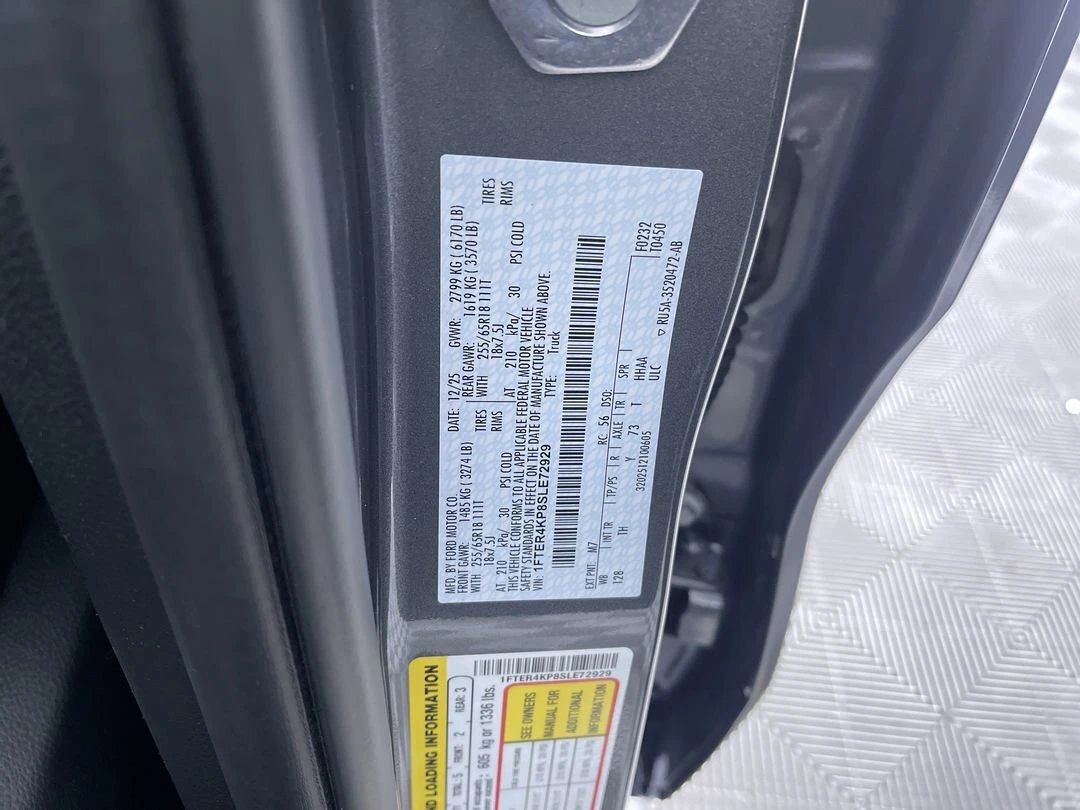 MFD. BY FORD MOTOR CO. DATE: 12/25 GVWR: 2799 KG ( 6170 LB)
FRONT GAWR: 1485 KG ( 3274 LB) REAR GAWR: 1619 KG ( 3570 LB)
WITH 255/65R18 111T TIRES WITH 255/65R18 111T TIRES
18x7.5J RIMS 18x7.5J RIMS
AT 210 kPa/ 30 PSI COLD AT 210 kPa/ 30 PSI COLD
THIS VEHICLE CONFORMS TO ALL APPLICABLE FEDERAL MOTOR VEHICLE
SAFETY STANDARDS IN EFFECT ON THE DATE OF MANUFACTURE SHOWN ABOVE.
VIN: 1FTER4KP8SLE72929 TYPE: Truck
EXT PNT: M7 RC: 56 DSO: F0232
WB INT TR TP/PS R AXLE TR SPR T0450
128 TH Y 73 T HHAA
ULC
3202512100605
▽ RU5A-3520472-AB
LOADING INFORMATION
TOTAL: 5 FRONT: 2 REAR: 3
605 kg or 1336 lbs.
1FTER4KP8SLE72929
SEE OWNERS
MANUAL FOR
ADDITIONAL
INFORMATION